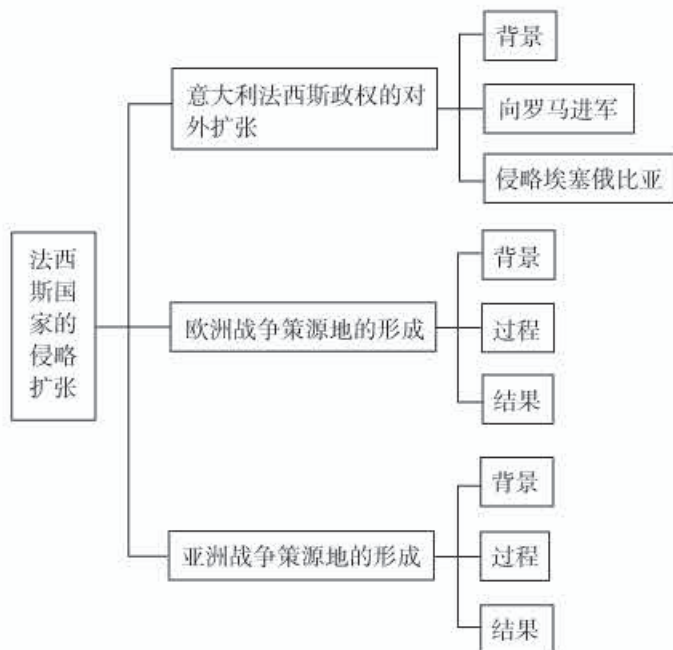 法西
斯国
家的
侵略
扩张
意大利法西斯政权的对
外扩张
背景
向罗马进军
侵略埃塞俄比亚
欧洲战争策源地的形成
背景
过程
结果
亚洲战争策源地的形成
背景
过程
结果